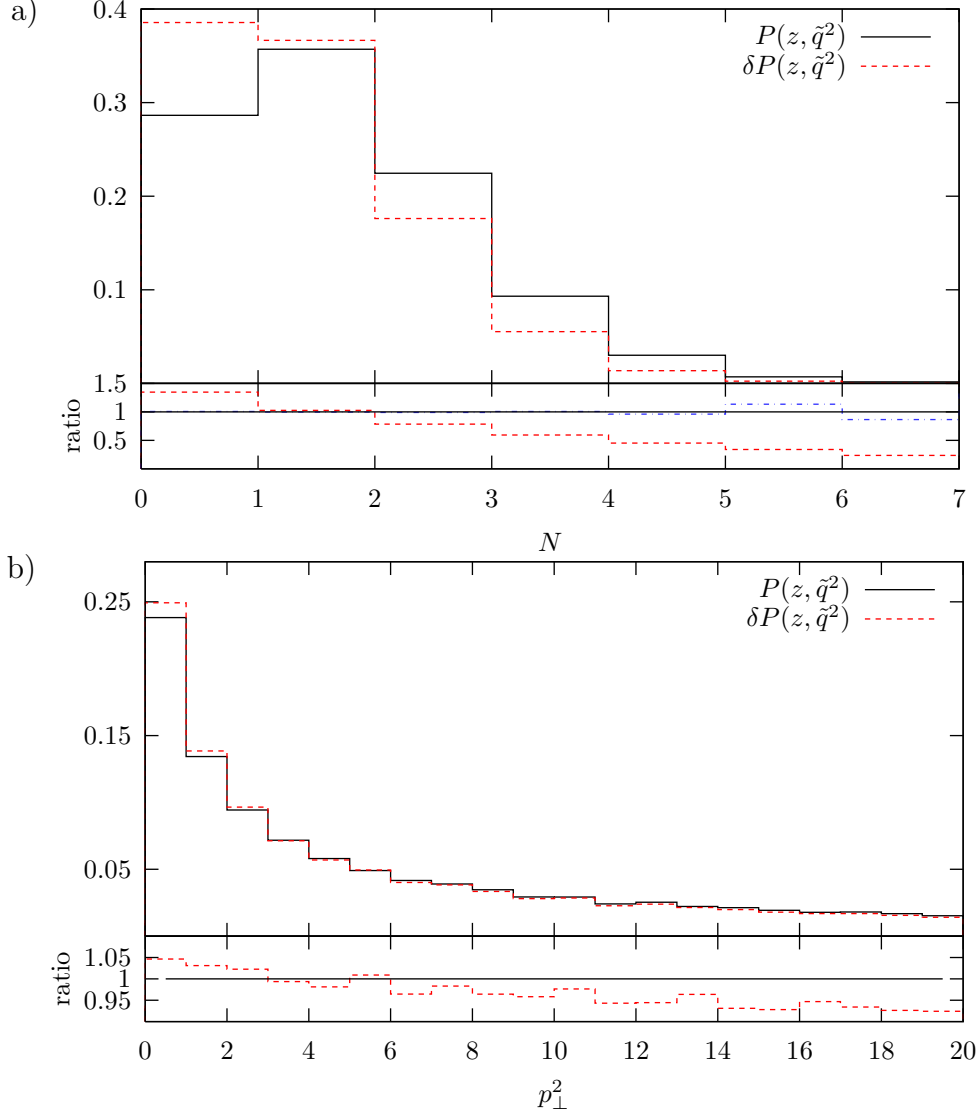 a)
0.4
P(z, q̃²)
δP(z, q̃²)
0.3
0.2
0.1
1.5
1
0.5
ratio
0 1 2 3 4 5 6 7
N
b)
P(z, q̃²)
0.25
δP(z, q̃²)
0.15
0.05
1.05
1
0.95
ratio
0 2 4 6 8 10 12 14 16 18 20
p²⊥